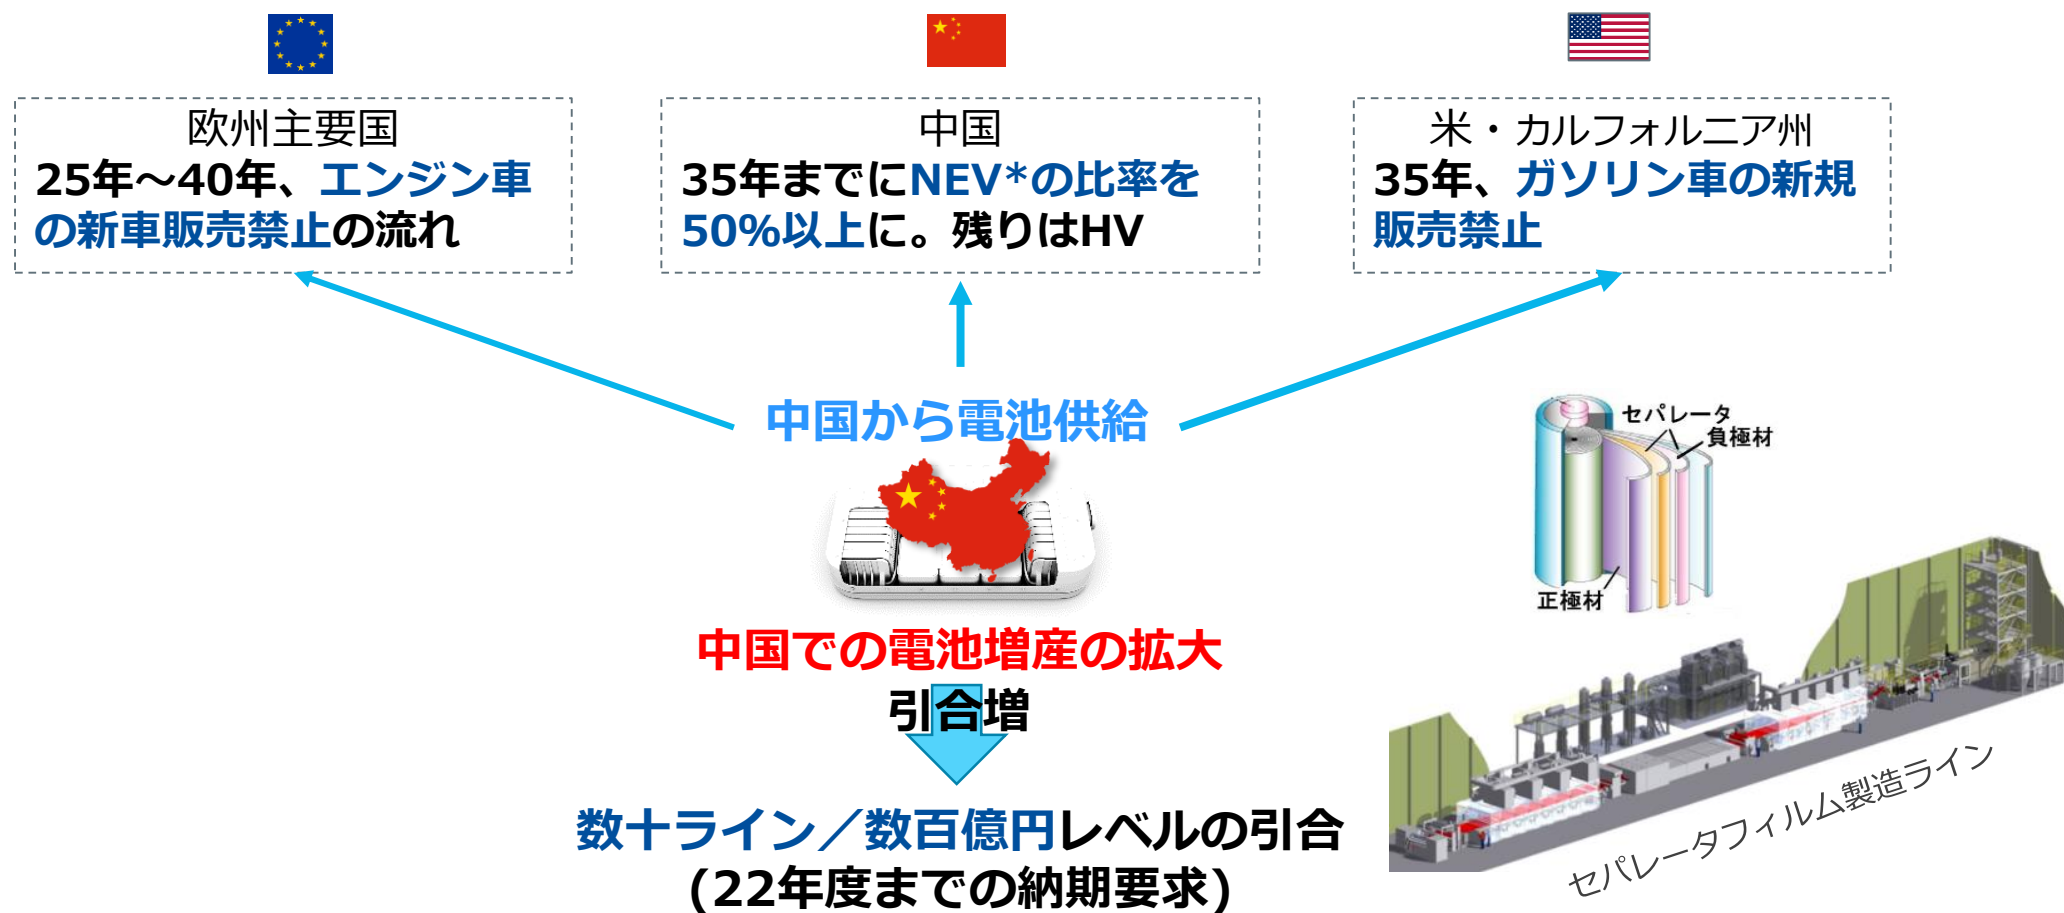 欧州主要国
25年～40年、エンジン車
の新車販売禁止の流れ
中国
35年までにNEV*の比率を
50%以上に。残りはHV
米・カルフォルニア州
35年、ガソリン車の新規
販売禁止
中国から電池供給
セパレータ
負極材
正極材
中国での電池増産の拡大
引合増
数十ライン／数百億円レベルの引合
(22年度までの納期要求)
セパレータフィルム製造ライン